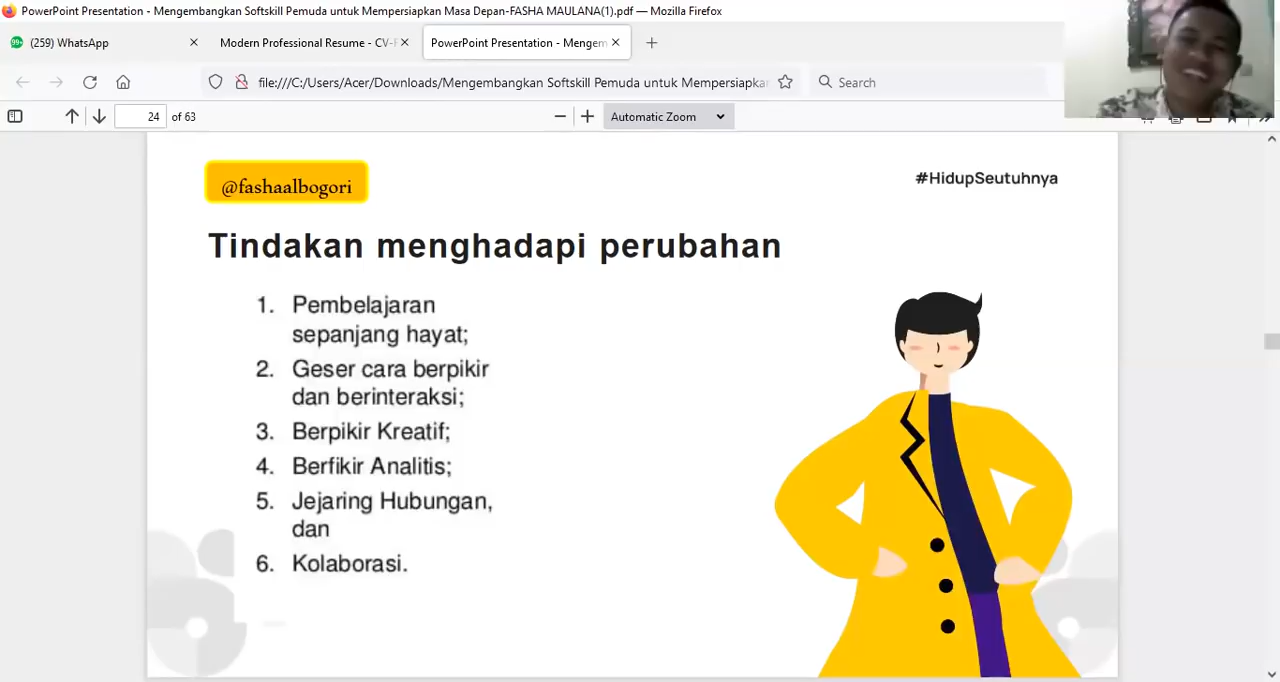 PowerPoint Presentation - Mengembangkan Softskill Pemuda untuk Mempersiapkan Masa Depan-FASHA MAULANA(1).pdf — Mozilla Firefox
99+ (259) WhatsApp
Modern Professional Resume - CV-F
PowerPoint Presentation - Mengem
file:///C:/Users/Acer/Downloads/Mengembangkan Softskill Pemuda untuk Mempersiapka
Search
24 of 63
Automatic Zoom
@fashaalbogori
#HidupSeutuhnya
Tindakan menghadapi perubahan
1. Pembelajaran
sepanjang hayat;
2. Geser cara berpikir
dan berinteraksi;
3. Berpikir Kreatif;
4. Berfikir Analitis;
5. Jejaring Hubungan,
dan
6. Kolaborasi.